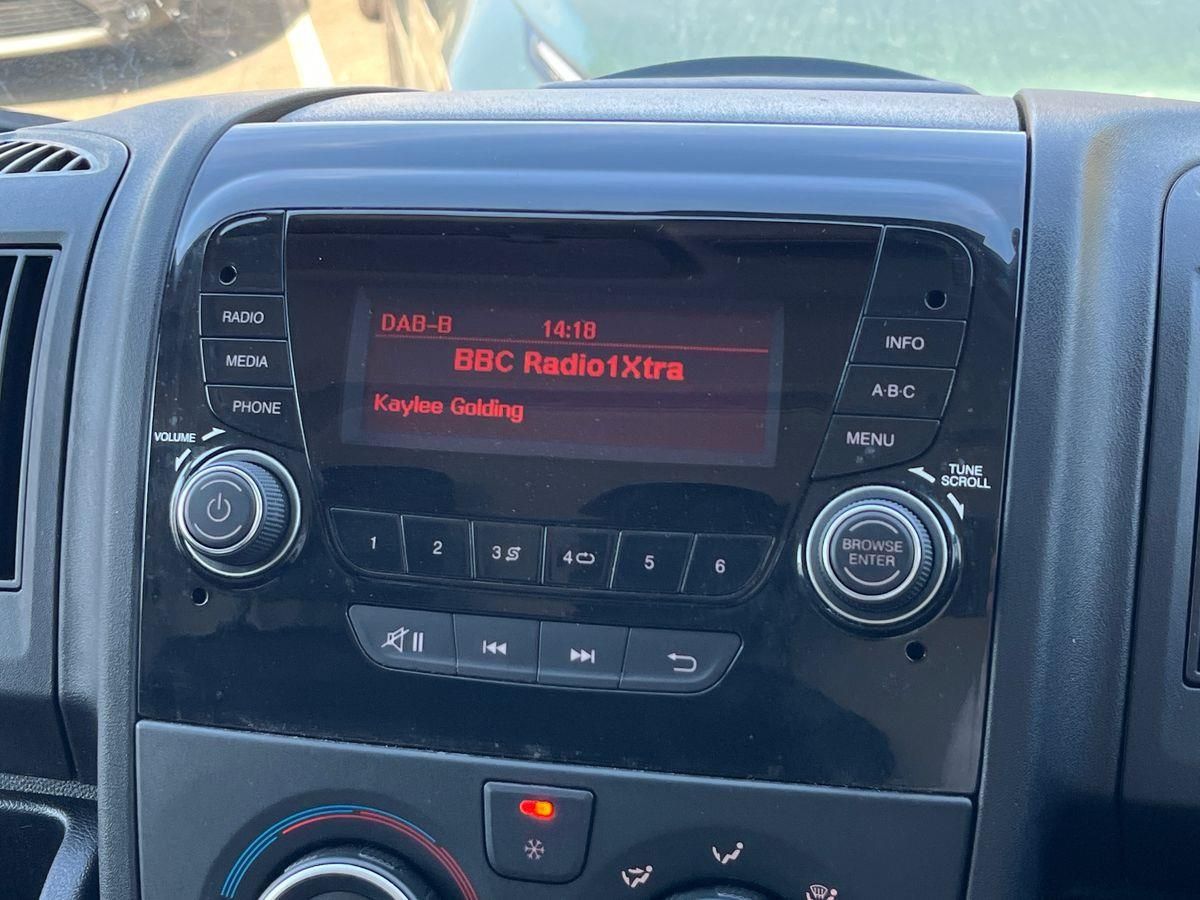 RADIO
MEDIA
PHONE
VOLUME
DAB-B 14:18
BBC Radio1Xtra
Kaylee Golding
INFO
A·B·C
MENU
TUNE
SCROLL
1 2 3 4 5 6
BROWSE
ENTER